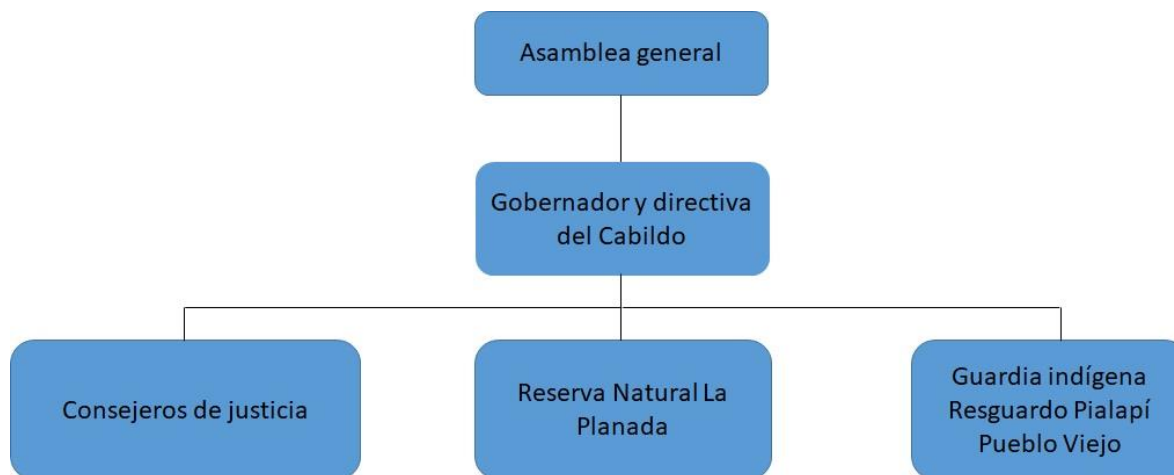 Asamblea general
Gobernador y directiva
del Cabildo
Consejeros de justicia
Reserva Natural La
Planada
Guardia indígena
Resguardo Pialapí
Pueblo Viejo